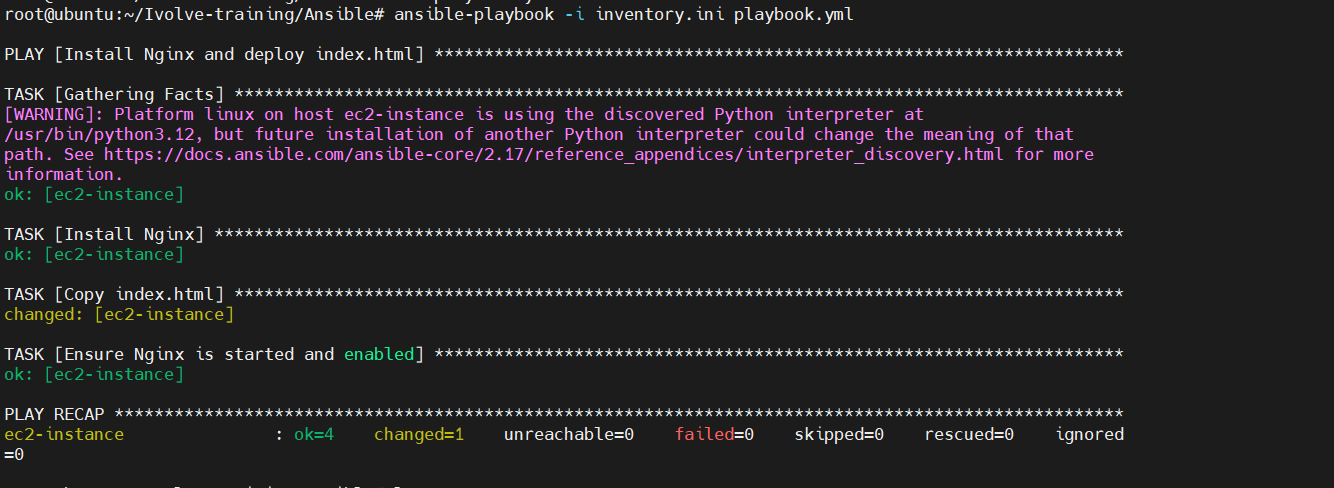 root@ubuntu:~/Ivolve-training/Ansible# ansible-playbook -i inventory.ini playbook.yml
PLAY [Install Nginx and deploy index.html] *********************************************************************
TASK [Gathering Facts] *****************************************************************************************
[WARNING]: Platform linux on host ec2-instance is using the discovered Python interpreter at
/usr/bin/python3.12, but future installation of another Python interpreter could change the meaning of that
path. See https://docs.ansible.com/ansible-core/2.17/reference_appendices/interpreter_discovery.html for more
information.
ok: [ec2-instance]
TASK [Install Nginx] *******************************************************************************************
ok: [ec2-instance]
TASK [Copy index.html] *****************************************************************************************
changed: [ec2-instance]
TASK [Ensure Nginx is started and enabled] *********************************************************************
ok: [ec2-instance]
PLAY RECAP *****************************************************************************************************
ec2-instance               : ok=4    changed=1    unreachable=0    failed=0    skipped=0    rescued=0    ignored
=0